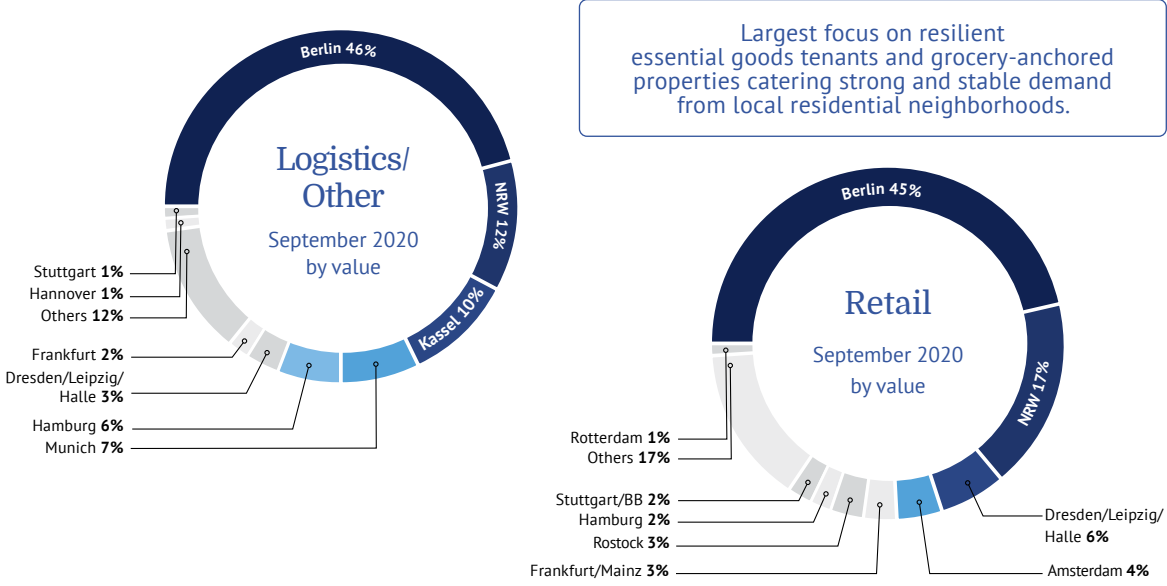 Berlin 46%
NRW 12%
Kassel 10%
Logistics/
Other
September 2020
by value
Stuttgart 1%
Hannover 1%
Others 12%
Frankfurt 2%
Dresden/Leipzig/
Halle 3%
Hamburg 6%
Munich 7%
Largest focus on resilient
essential goods tenants and grocery-anchored
properties catering strong and stable demand
from local residential neighborhoods.
Berlin 45%
NRW 17%
Retail
September 2020
by value
Rotterdam 1%
Others 17%
Stuttgart/BB 2%
Hamburg 2%
Rostock 3%
Frankfurt/Mainz 3%
Dresden/Leipzig/
Halle 6%
Amsterdam 4%